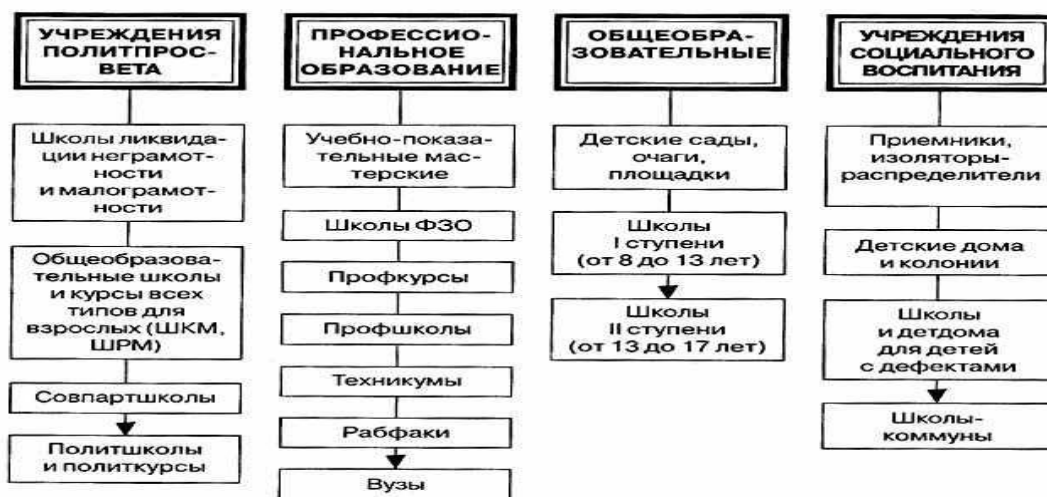 УЧРЕЖДЕНИЯ
ПОЛИТПРОС-
ВЕТА
Школы ликвида-
ции неграмот-
ности
и малограмот-
ности
Общеобразова-
тельные школы
и курсы всех
типов для
взрослых (ШКМ,
ШРМ)
Совпартшколы
Политшколы
и политкурсы
ПРОФЕССИО-
НАЛЬНОЕ
ОБРАЗОВАНИЕ
Учебно-показа-
тельные мас-
терские
Школы ФЗО
Профкурсы
Профшколы
Техникумы
Рабфаки
Вузы
ОБЩЕОБРА-
ЗОВАТЕЛЬНЫЕ
Детские сады,
очаги,
площадки
Школы
I ступени
(от 8 до 13 лет)
Школы
II ступени
(от 13 до 17 лет)
УЧРЕЖДЕНИЯ
СОЦИАЛЬНОГО
ВОСПИТАНИЯ
Приемники,
изоляторы-
распределители
Детские дома
и колонии
Школы
и детдома
для детей
с дефектами
Школы-
коммуны